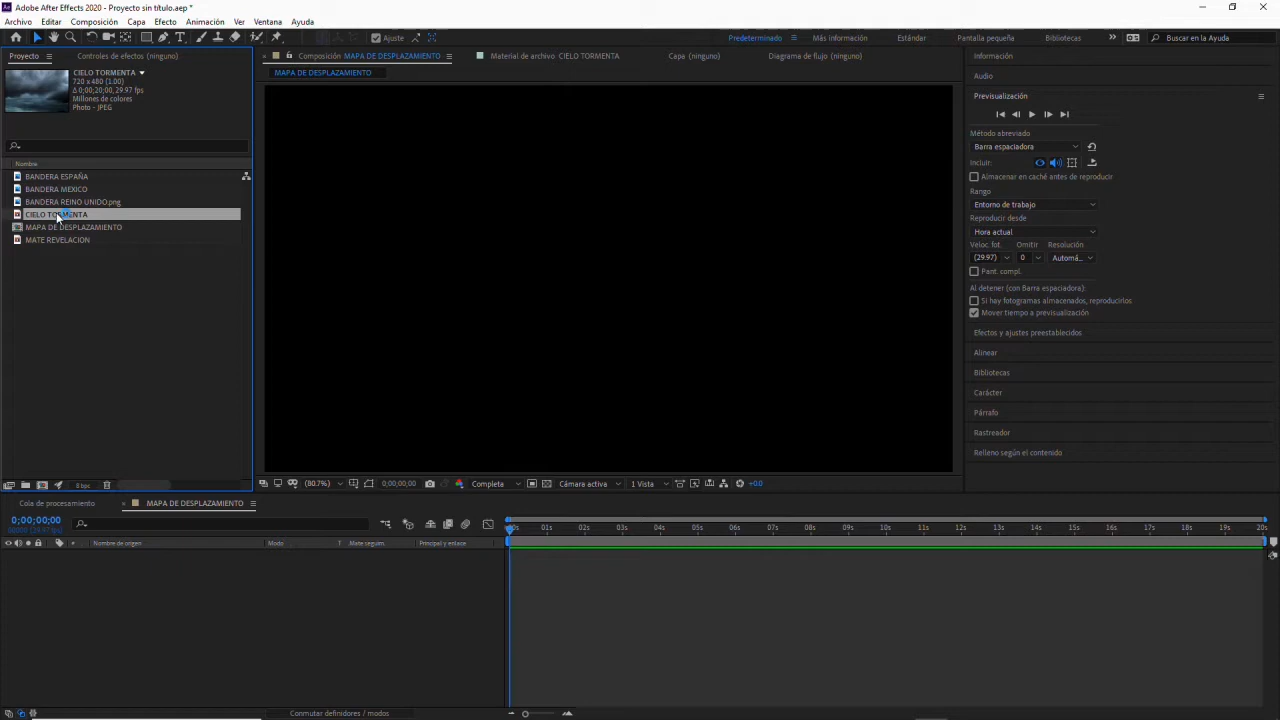 Adobe After Effects 2020 - Proyecto sin título.aep *
Archivo Editar Composición Capa Efecto Animación Ver Ventana Ayuda
Ajuste
Predeterminado Más información Estándar Pantalla pequeña Bibliotecas Buscar en la Ayuda
Proyecto Controles de efectos (ninguno)
CIELO TORMENTA
720 x 480 (1.00)
Δ 0;00;20;00, 29.97 fps
Millones de colores
Photo - JPEG
Nombre
BANDERA ESPAÑA
BANDERA MEXICO
BANDERA REINO UNIDO.png
CIELO TORMENTA
MAPA DE DESPLAZAMIENTO
MATE REVELACION
8 bpc
Composición MAPA DE DESPLAZAMIENTO Material de archivo CIELO TORMENTA Capa (ninguno) Diagrama de flujo (ninguno)
MAPA DE DESPLAZAMIENTO
(80.7%) 0;00;00;00 Completa Cámara activa 1 Vista +0.0
Información
Audio
Previsualización
Método abreviado
Barra espaciadora
Incluir:
Almacenar en caché antes de reproducir
Rango
Entorno de trabajo
Reproducir desde
Hora actual
Veloc. fot. Omitir Resolución
(29.97) 0 Automá...
Pant. compl.
Al detener (con Barra espaciadora):
Si hay fotogramas almacenados, reproducirlos
Mover tiempo a previsualización
Efectos y ajustes preestablecidos
Alinear
Bibliotecas
Carácter
Párrafo
Rastreador
Relleno según el contenido
Cola de procesamiento MAPA DE DESPLAZAMIENTO
0;00;00;00
00000 (29.97 fps)
Nombre de origen Modo T Mate seguim. Principal y enlace
01s 02s 03s 04s 05s 06s 07s 08s 09s 10s 11s 12s 13s 14s 15s 16s 17s 18s 19s 20s
Conmutar definidores / modos